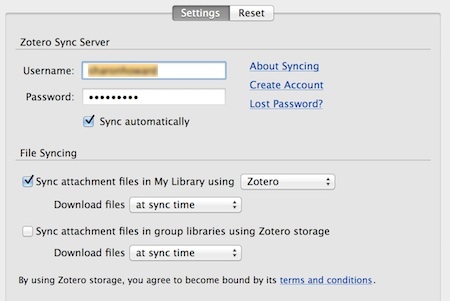 Settings Reset
Zotero Sync Server
Username: About Syncing
Create Account
Password: •••••••••
Lost Password?
Sync automatically
File Syncing
Sync attachment files in My Library using Zotero
Download files at sync time
Sync attachment files in group libraries using Zotero storage
Download files at sync time
By using Zotero storage, you agree to become bound by its terms and conditions.